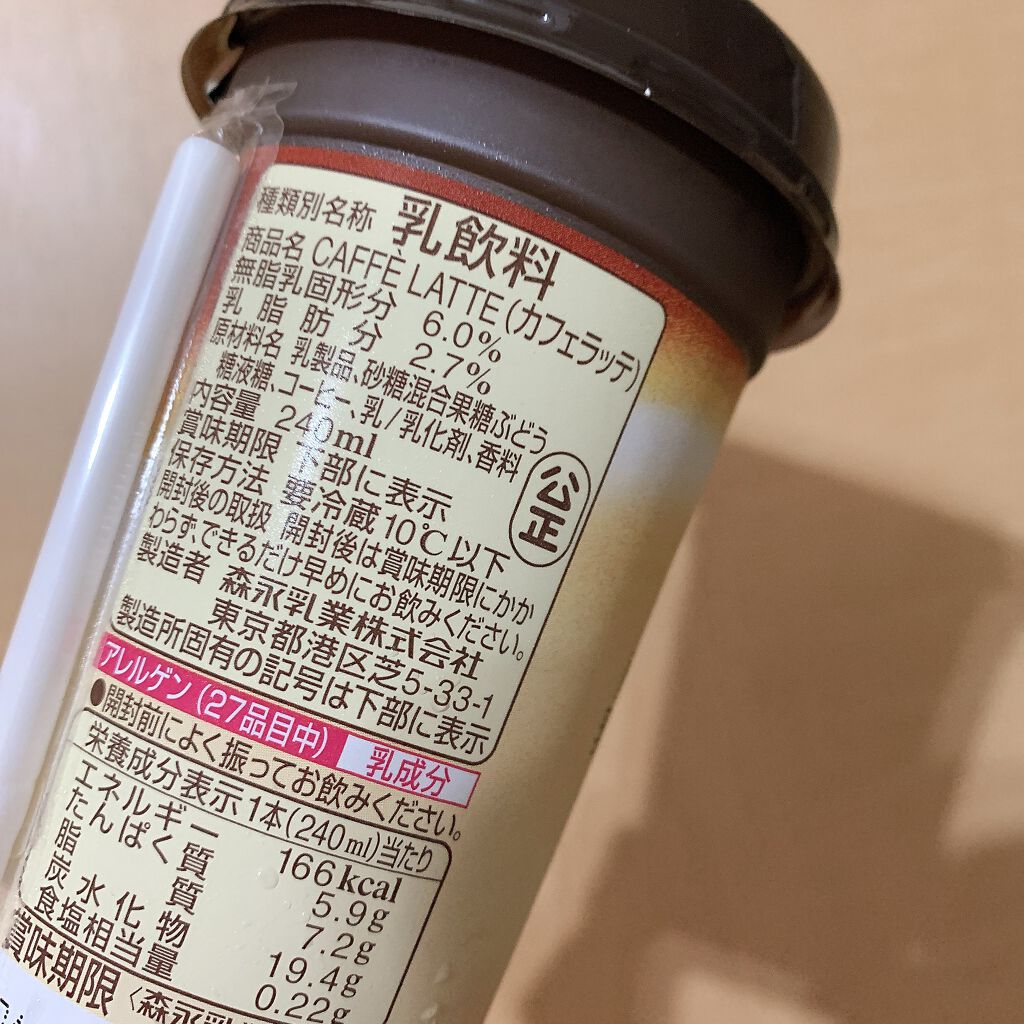 種類別名称 乳飲料
商品名 CAFFÈ LATTE(カフェラッテ)
無脂乳固形分 6.0%
乳脂肪分 2.7%
原材料名 乳製品、砂糖混合果糖ぶどう
糖液糖、コーヒー、乳/乳化剤、香料
内容量 240ml
賞味期限 下部に表示
保存方法 要冷蔵10℃以下
開封後の取扱 開封後は賞味期限にかか
わらず、できるだけ早めにお飲みください。
製造者 森永乳業株式会社
東京都港区芝5-33-1
製造所固有の記号は下部に表示
公正
アレルゲン(27品目中) 乳成分
●開封前によく振ってお飲みください。
栄養成分表示1本(240ml)当たり
エネルギー 166kcal
たんぱく質 5.9g
脂質 7.2g
炭水化物 19.4g
食塩相当量 0.22g
賞味期限〈森永乳